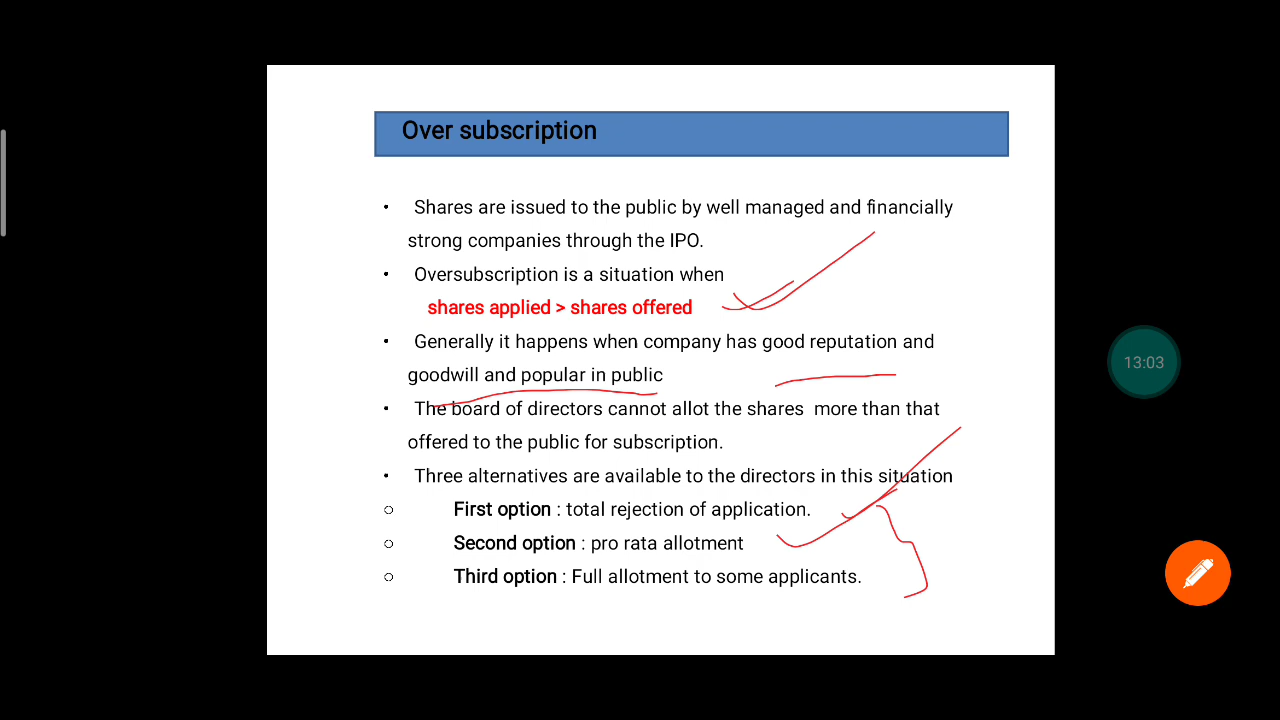 Over subscription
• Shares are issued to the public by well managed and financially
strong companies through the IPO.
• Oversubscription is a situation when
shares applied > shares offered
• Generally it happens when company has good reputation and
goodwill and popular in public
• The board of directors cannot allot the shares more than that
offered to the public for subscription.
• Three alternatives are available to the directors in this situation
○ First option : total rejection of application.
○ Second option : pro rata allotment
○ Third option : Full allotment to some applicants.
13:03